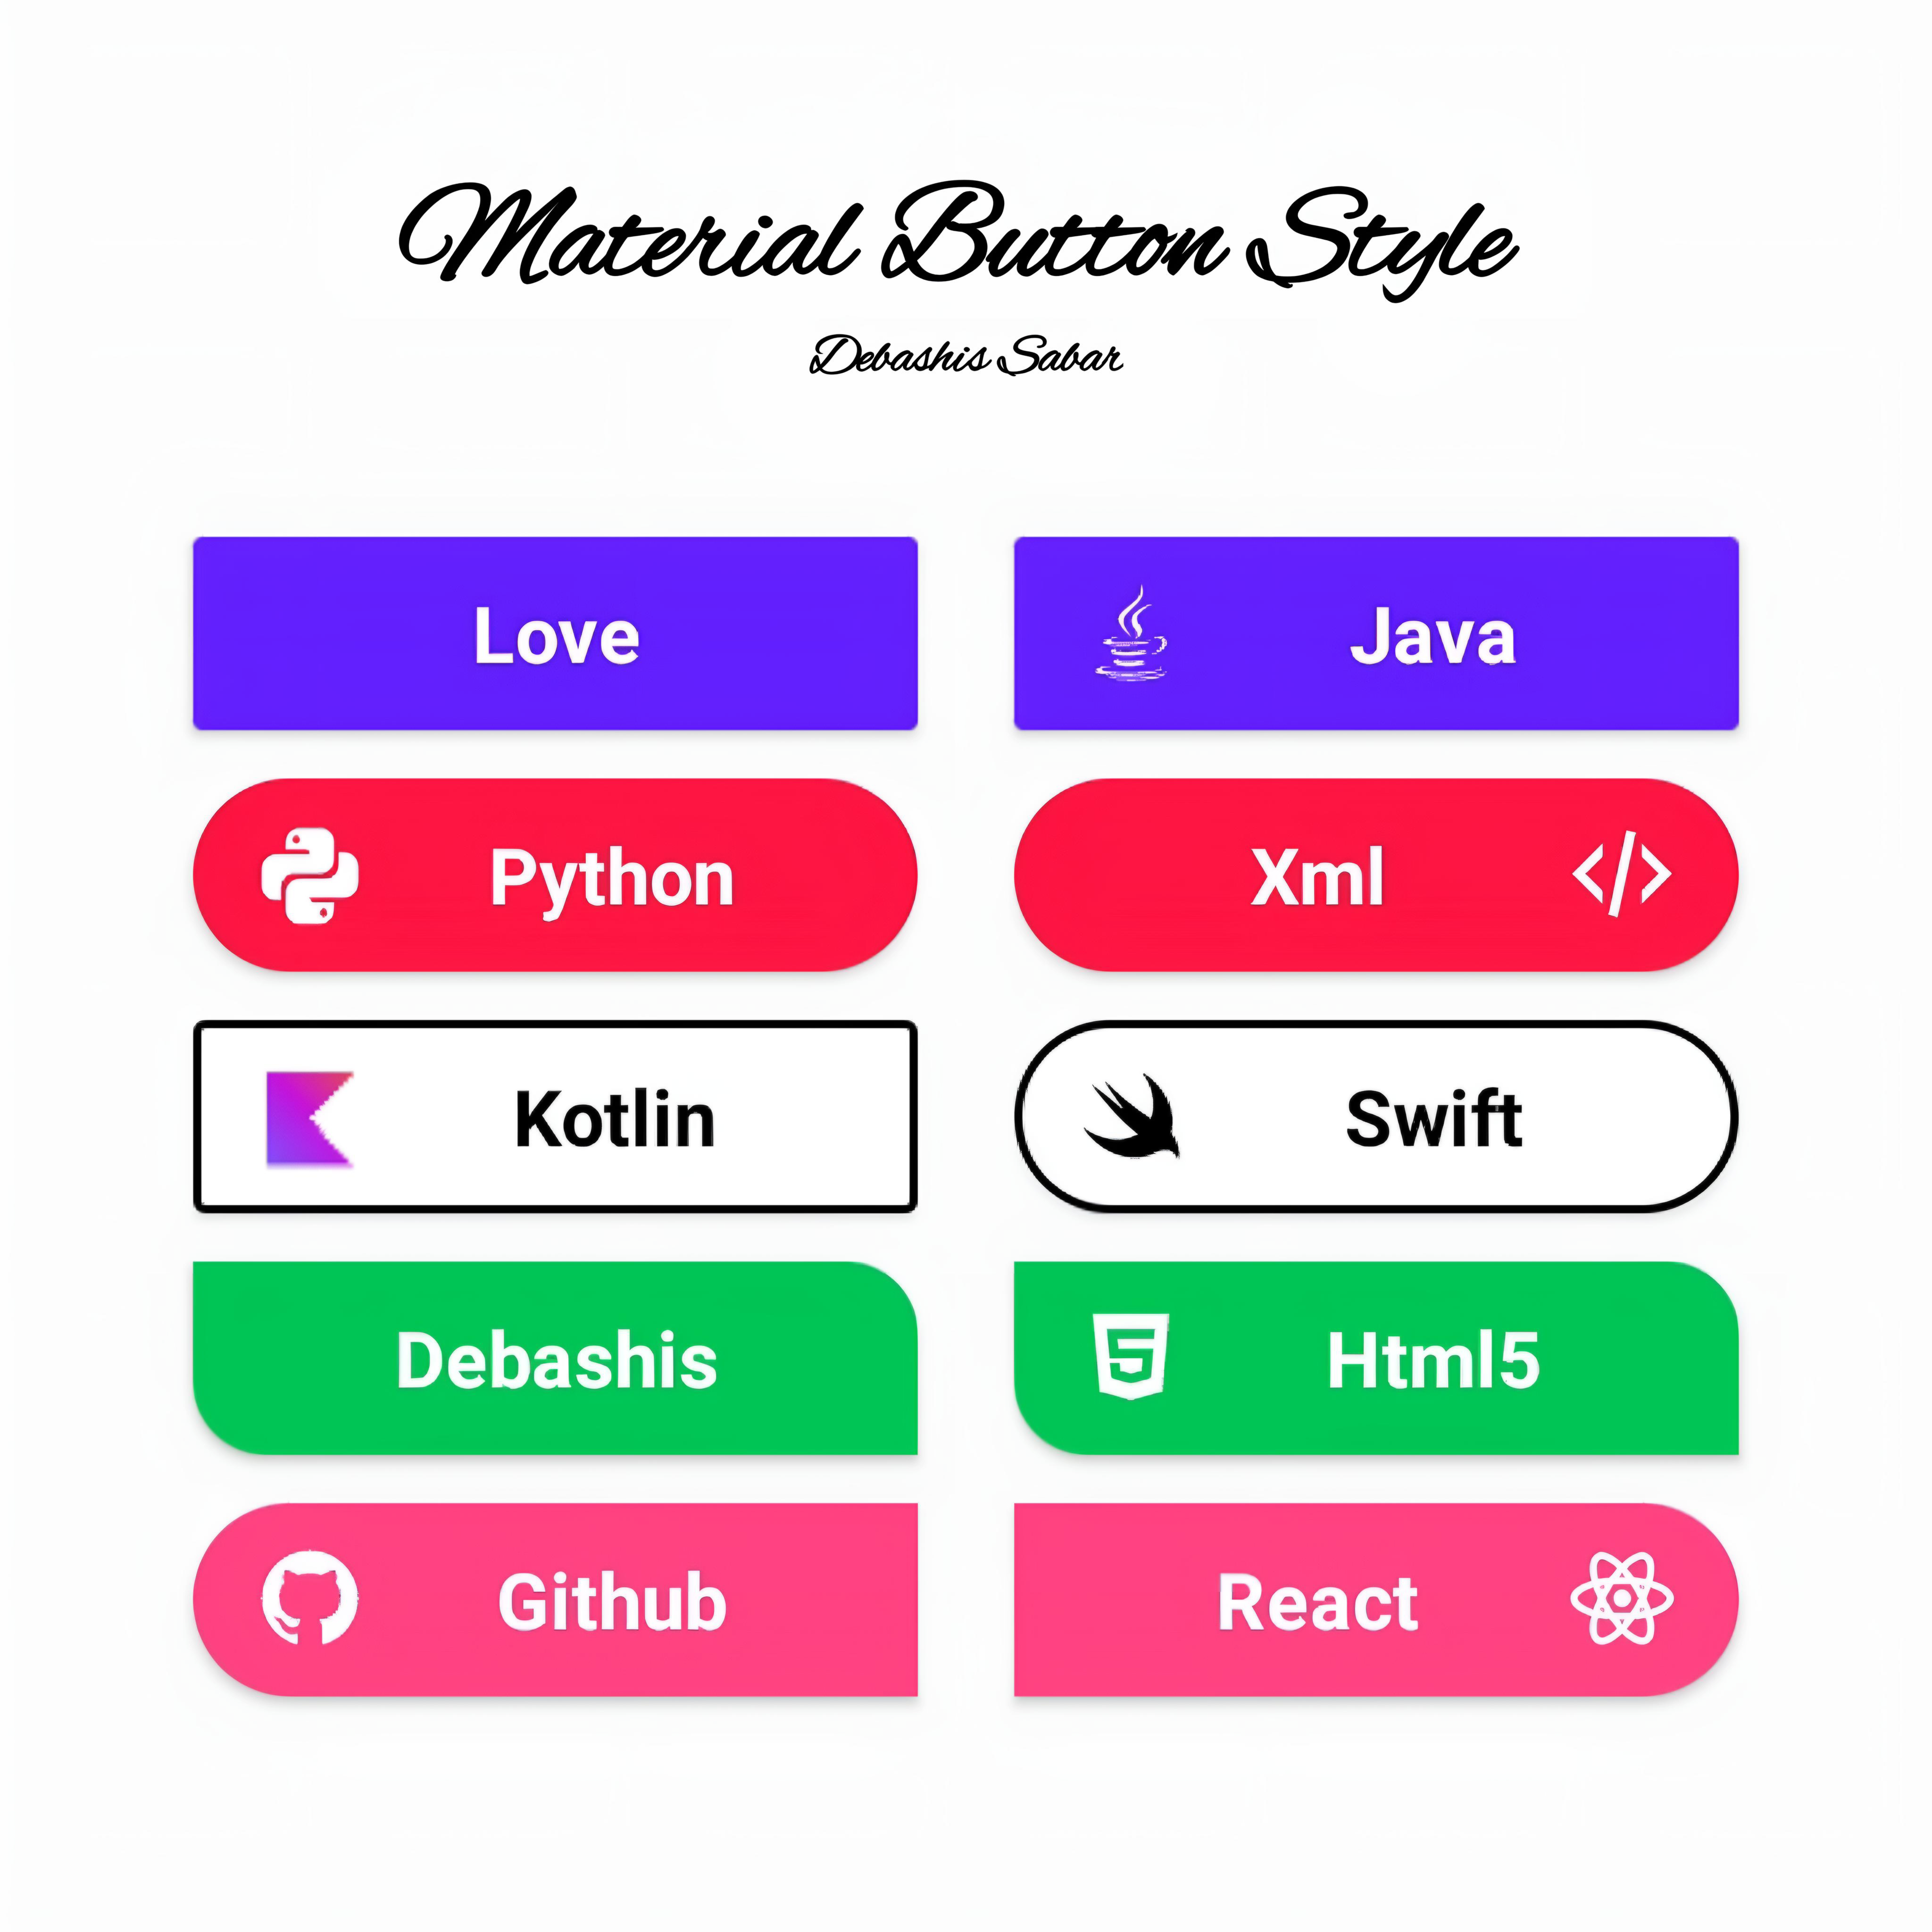 Material Button Style
Debashis Sabar
Love
Java
Python
Xml
Kotlin
Swift
Debashis
Html5
Github
React